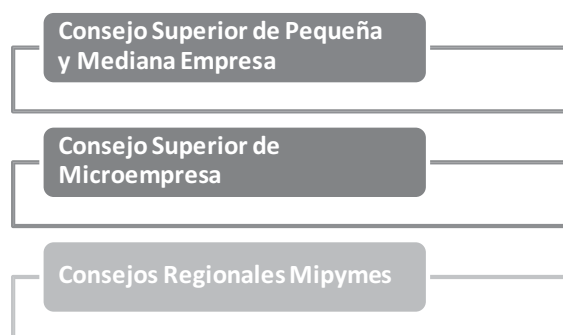 Consejo Superior de Pequeña
y Mediana Empresa
Consejo Superior de
Microempresa
Consejos Regionales Mipymes